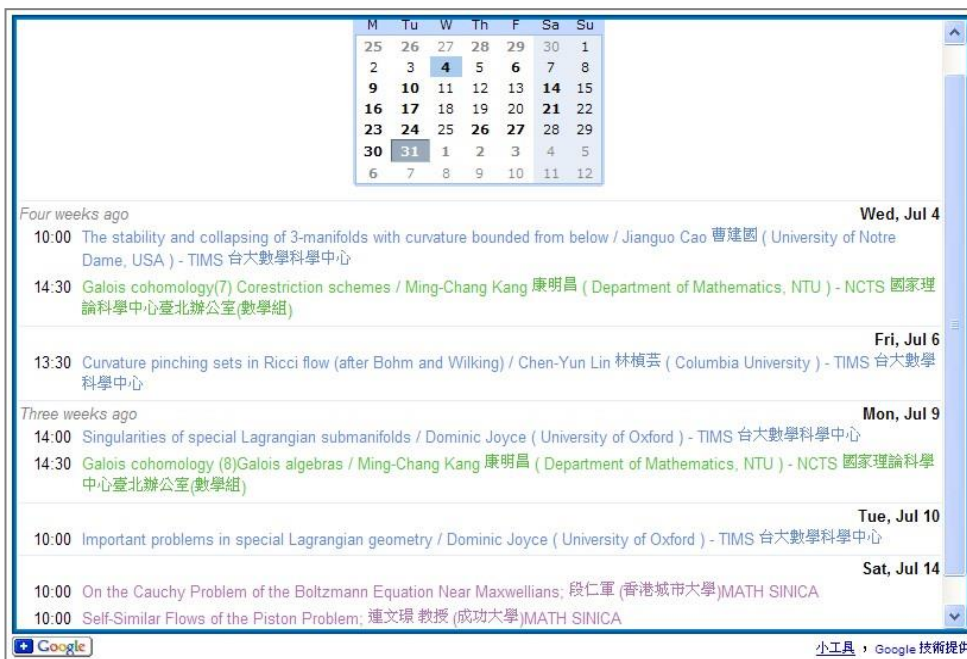 M Tu W Th F Sa Su
25 26 27 28 29 30 1
2 3 4 5 6 7 8
9 10 11 12 13 14 15
16 17 18 19 20 21 22
23 24 25 26 27 28 29
30 31 1 2 3 4 5
6 7 8 9 10 11 12
Four weeks ago Wed, Jul 4
10:00 The stability and collapsing of 3-manifolds with curvature bounded from below / Jianguo Cao 曹建國 ( University of Notre
Dame, USA ) - TIMS 台大數學科學中心
14:30 Galois cohomology(7) Corestriction schemes / Ming-Chang Kang 康明昌 ( Department of Mathematics, NTU ) - NCTS 國家理
論科學中心臺北辦公室(數學組)
Fri, Jul 6
13:30 Curvature pinching sets in Ricci flow (after Bohm and Wilking) / Chen-Yun Lin 林楨芸 ( Columbia University ) - TIMS 台大數學
科學中心
Three weeks ago Mon, Jul 9
14:00 Singularities of special Lagrangian submanifolds / Dominic Joyce ( University of Oxford ) - TIMS 台大數學科學中心
14:30 Galois cohomology (8)Galois algebras / Ming-Chang Kang 康明昌 ( Department of Mathematics, NTU ) - NCTS 國家理論科學
中心臺北辦公室(數學組)
Tue, Jul 10
10:00 Important problems in special Lagrangian geometry / Dominic Joyce ( University of Oxford ) - TIMS 台大數學科學中心
Sat, Jul 14
10:00 On the Cauchy Problem of the Boltzmann Equation Near Maxwellians; 段仁軍 (香港城市大學)MATH SINICA
10:00 Self-Similar Flows of the Piston Problem; 連文璟 教授 (成功大學)MATH SINICA
Google 小工具 , Google 技術提供